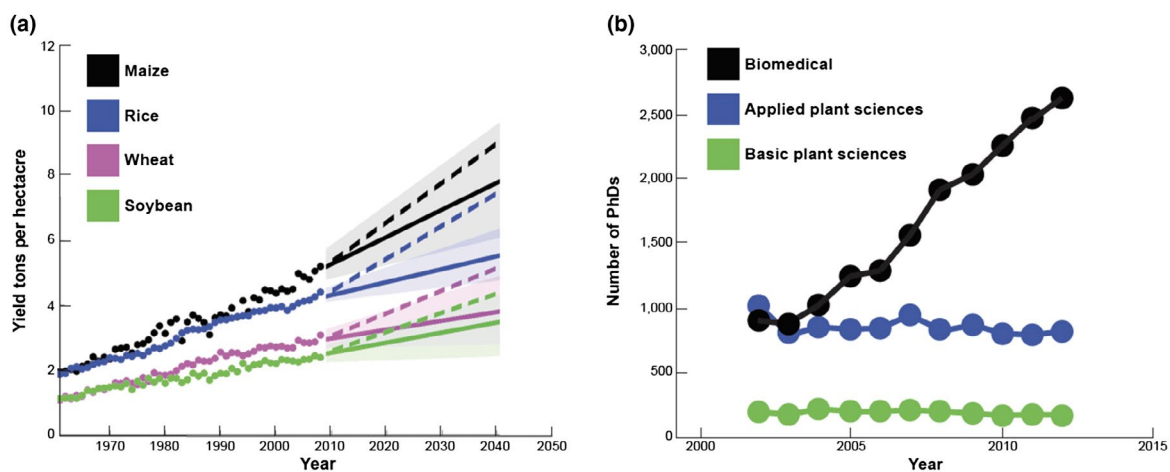 (a)
12
10
8
6
4
2
0
Yield tons per hectacre
Maize
Rice
Wheat
Soybean
1970 1980 1990 2000 2010 2020 2030 2040 2050
Year
(b)
3,000
2,500
2,000
1,500
1,000
500
0
Number of PhDs
Biomedical
Applied plant sciences
Basic plant sciences
2000 2005 2010 2015
Year